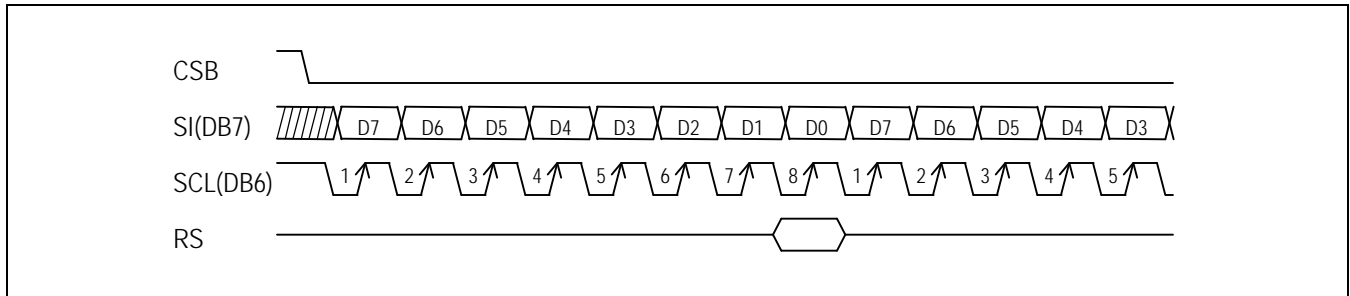 CSB
SI(DB7) D7 D6 D5 D4 D3 D2 D1 D0 D7 D6 D5 D4 D3
SCL(DB6) 1 2 3 4 5 6 7 8 1 2 3 4 5
RS